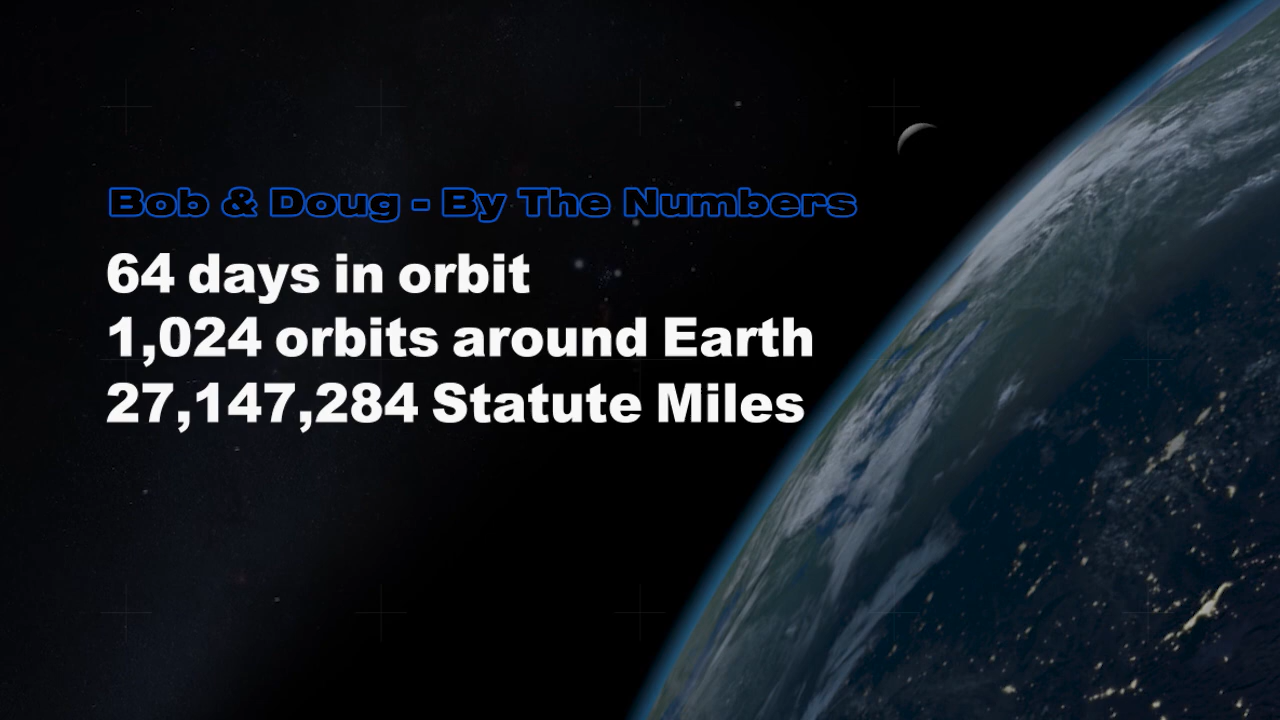 Bob & Doug - By The Numbers
64 days in orbit
1,024 orbits around Earth
27,147,284 Statute Miles